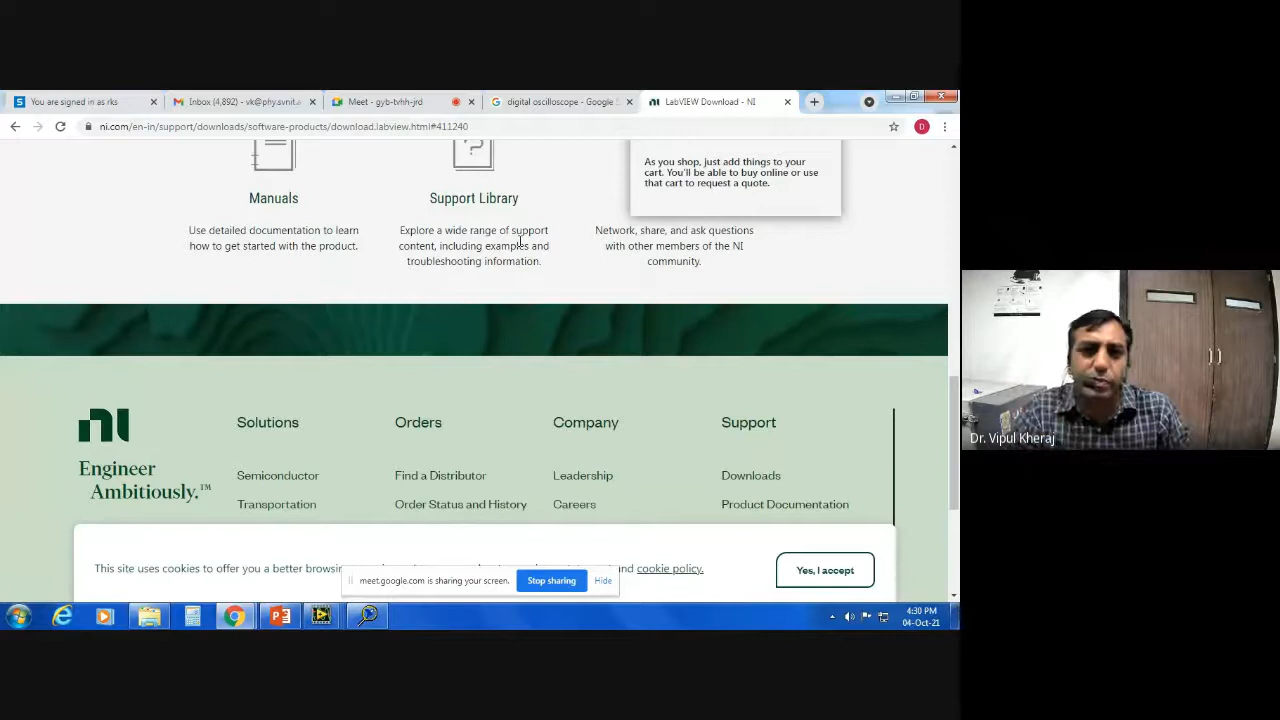 You are signed in as rks
Inbox (4,892) - vk@phy.svnit.a
Meet - gyb-tvhh-jrd
digital oscilloscope - Google S
LabVIEW Download - NI
ni.com/en-in/support/downloads/software-products/download.labview.html#411240
D
As you shop, just add things to your
cart. You'll be able to buy online or use
that cart to request a quote.
Manuals
Use detailed documentation to learn
how to get started with the product.
Support Library
Explore a wide range of support
content, including examples and
troubleshooting information.
Network, share, and ask questions
with other members of the NI
community.
ni
Engineer
Ambitiously.™
Solutions
Semiconductor
Transportation
Orders
Find a Distributor
Order Status and History
Company
Leadership
Careers
Support
Downloads
Product Documentation
This site uses cookies to offer you a better browsin
and
cookie policy.
Yes, I accept
meet.google.com is sharing your screen.
Stop sharing
Hide
4:30 PM
04-Oct-21
Dr. Vipul Kheraj